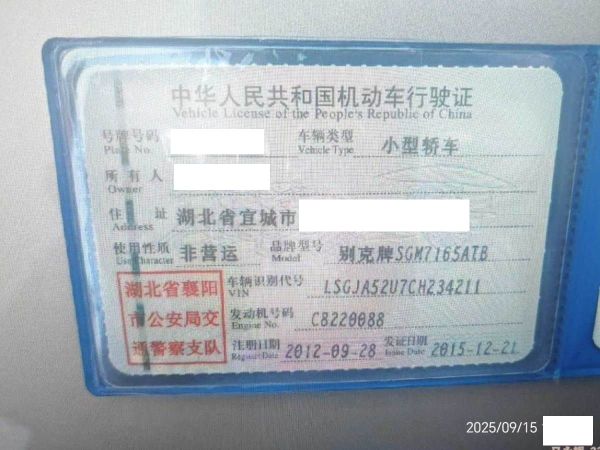 中华人民共和国机动车行驶证
Vehicle License of the People's Republic of China
号牌号码 车辆类型 小型轿车
Plate No. Vehicle Type
所有人
Owner
住址 湖北省宜城市
Address
使用性质 非营运 品牌型号 别克牌SGM7165ATB
Use Character Model
湖北省襄阳市公安局交通警察支队
车辆识别代号 LSGJA52U7CH234211
VIN
发动机号码 C8220088
Engine No.
注册日期 2012-09-28 发证日期 2015-12-21
Register Date Issue Date
2025/09/15